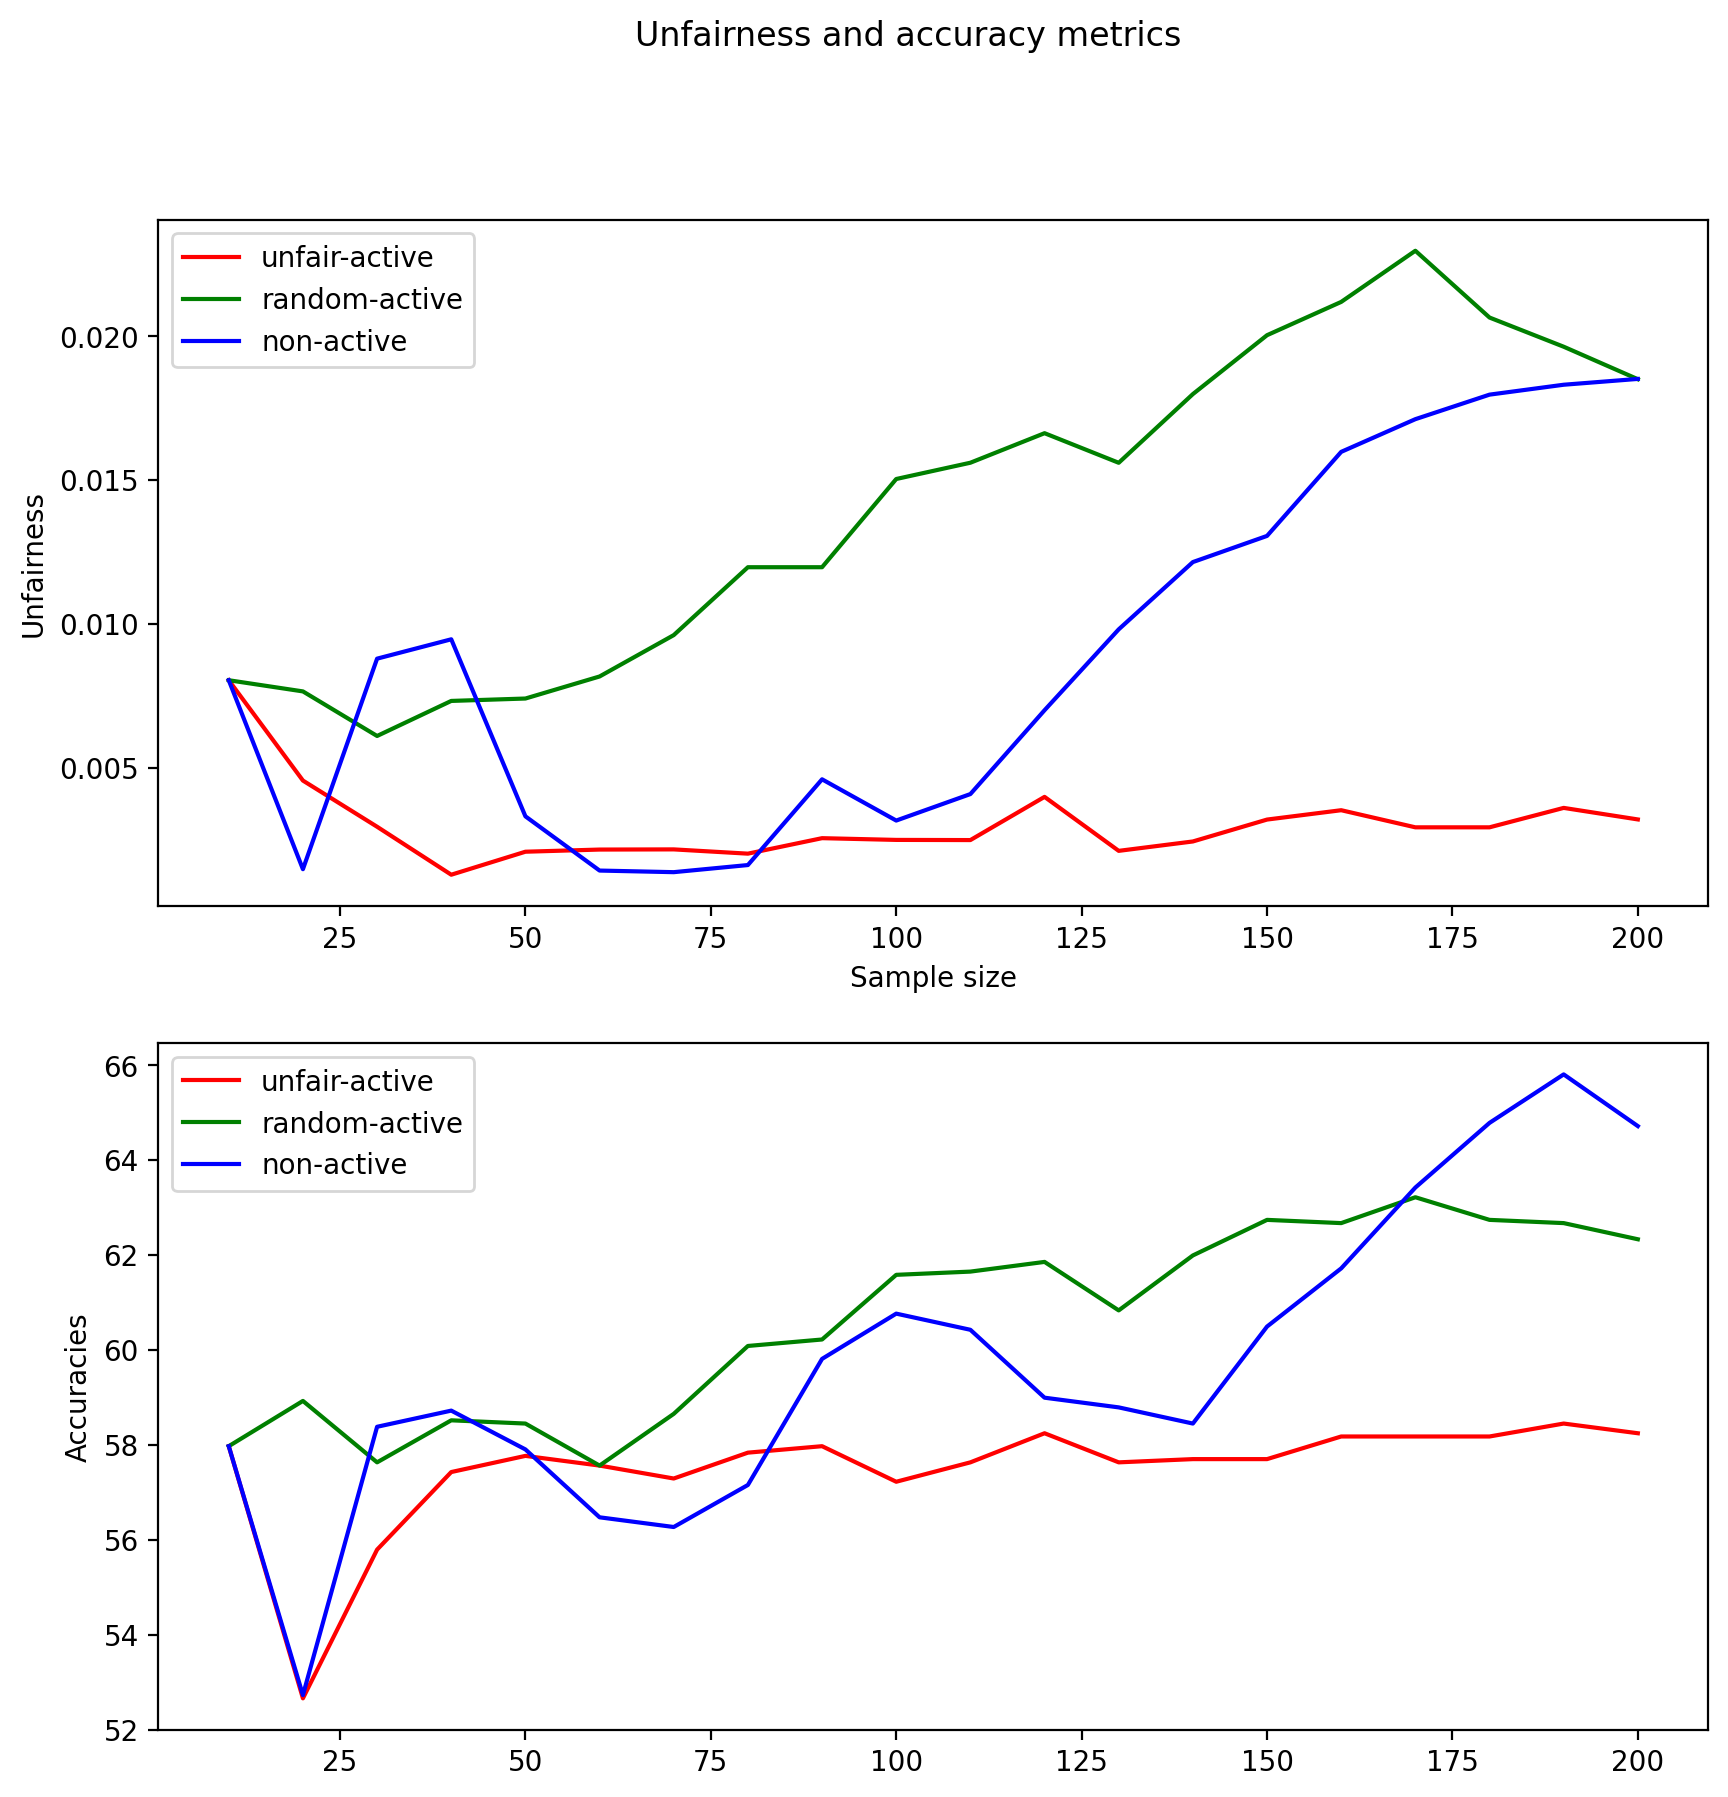 Unfairness and accuracy metrics
unfair-active
random-active
non-active
0.020
0.015
0.010
0.005
Unfairness
25 50 75 100 125 150 175 200
Sample size
unfair-active
random-active
non-active
66
64
62
60
58
56
54
52
Accuracies
25 50 75 100 125 150 175 200